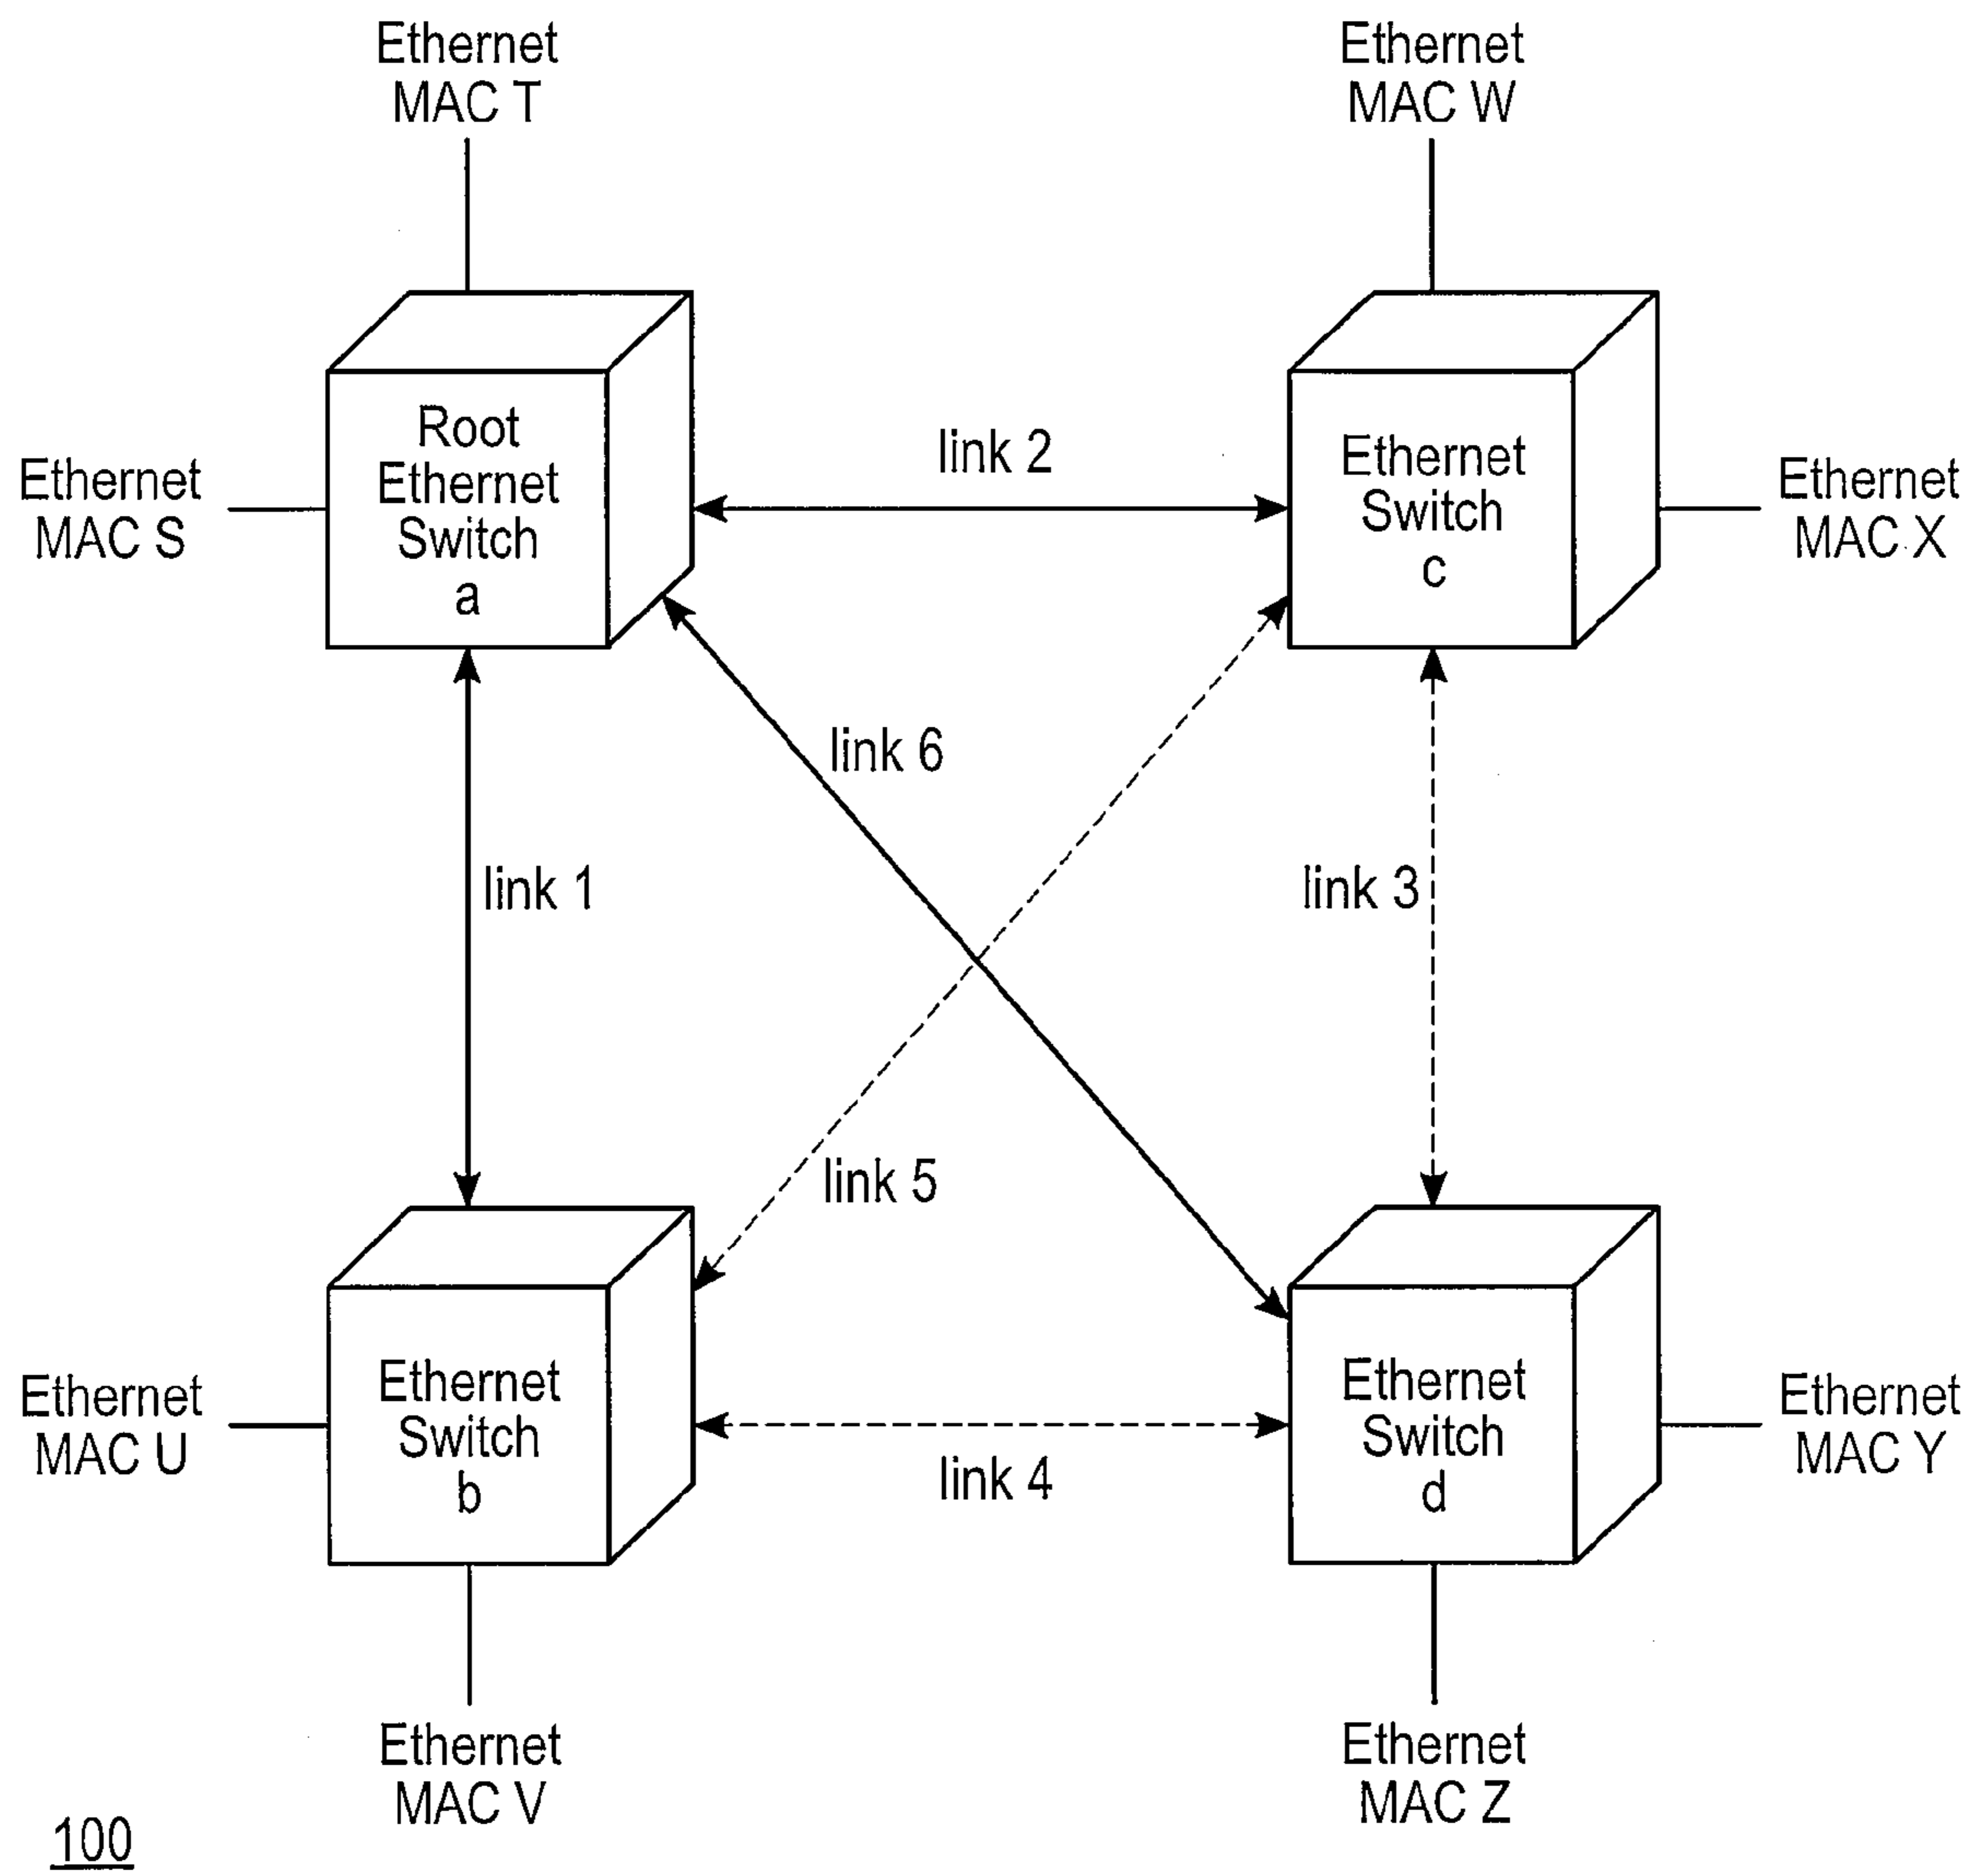 Ethernet
MAC T
Ethernet
MAC W
Root
Ethernet
Switch
a
Ethernet
MAC S
link 2
Ethernet
Switch
c
Ethernet
MAC X
link 6
link 1
link 3
link 5
Ethernet
Switch
b
Ethernet
MAC U
link 4
Ethernet
Switch
d
Ethernet
MAC Y
Ethernet
MAC V
Ethernet
MAC Z
100